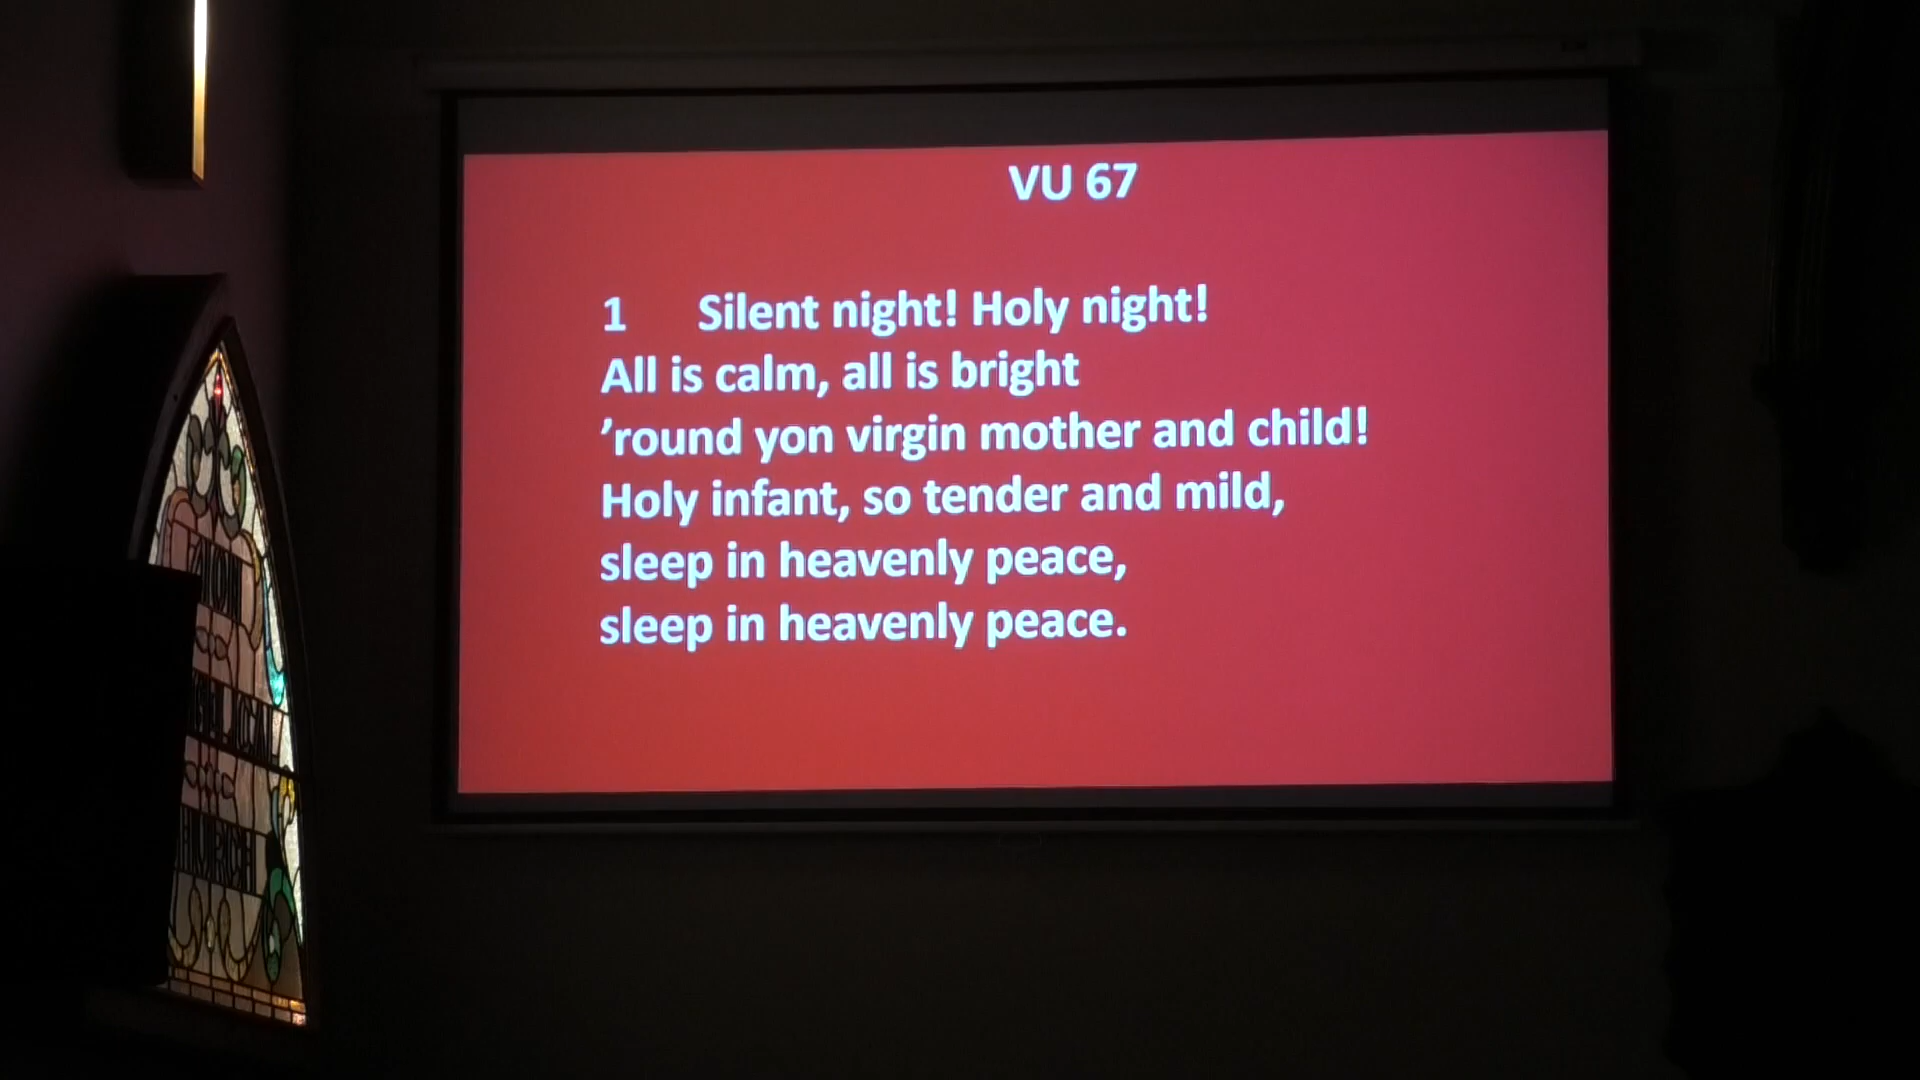 VU 67
1 Silent night! Holy night!
All is calm, all is bright
’round yon virgin mother and child!
Holy infant, so tender and mild,
sleep in heavenly peace,
sleep in heavenly peace.